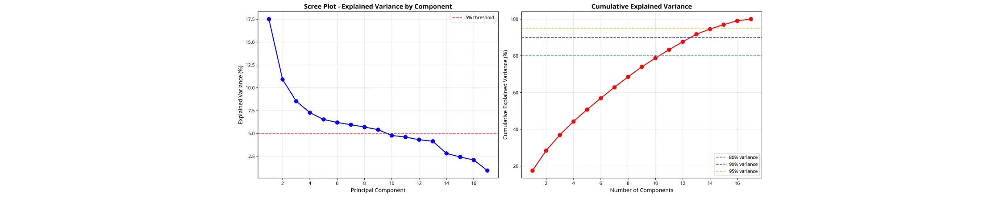 Scree Plot - Explained Variance by Component
5% threshold
17.5
15.0
12.5
10.0
7.5
5.0
2.5
Explained Variance (%)
2 4 6 8 10 12 14 16
Principal Component
Cumulative Explained Variance
100
80
60
40
20
Cumulative Explained Variance (%)
80% variance
90% variance
95% variance
2 4 6 8 10 12 14 16
Number of Components